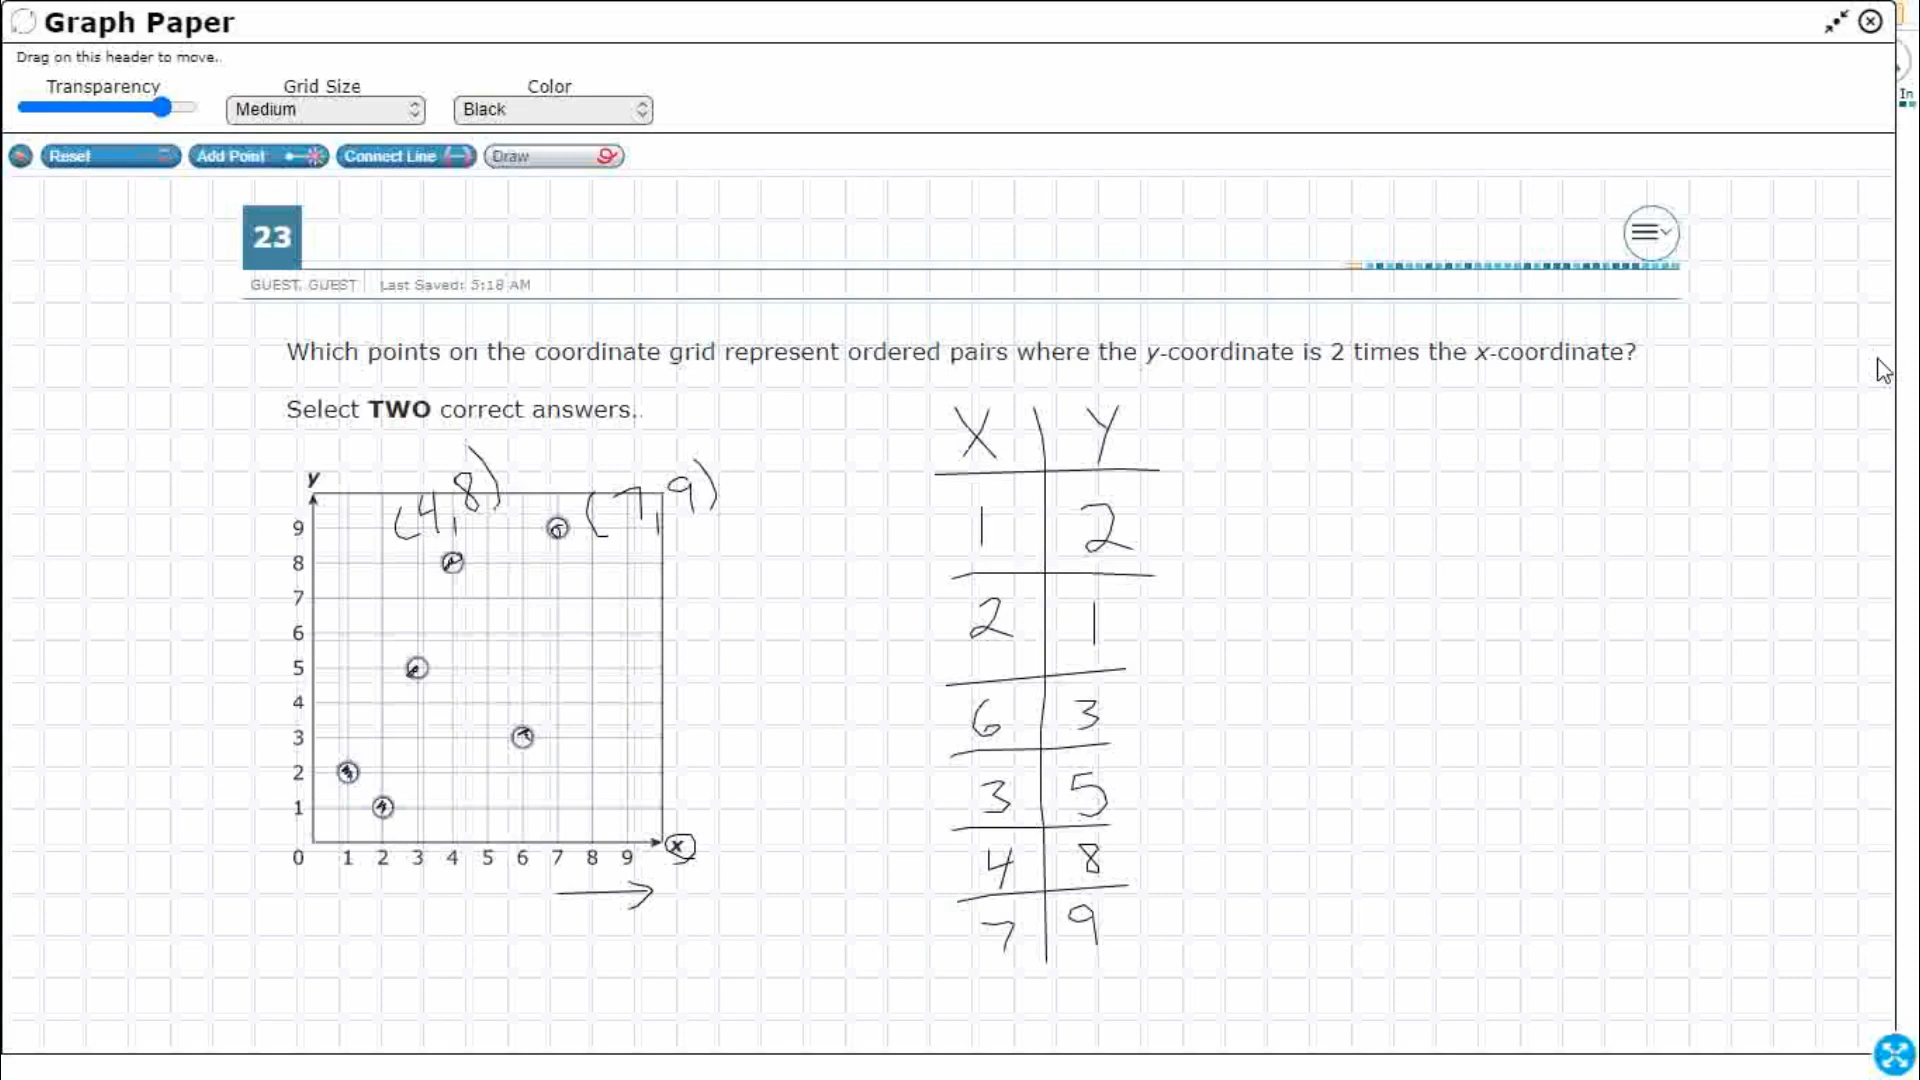 Graph Paper
Drag on this header to move..
Transparency Grid Size Color
Medium Black
Reset Add Point Connect Line Draw
In
23
GUEST, GUEST Last Saved: 5:18 AM
Which points on the coordinate grid represent ordered pairs where the y-coordinate is 2 times the x-coordinate?
Select TWO correct answers..
y
(4,8) (7,9)
9
8
7
6
5
4
3
2
1
0 1 2 3 4 5 6 7 8 9 x
X Y
1 2
2 1
6 3
3 5
4 8
7 9